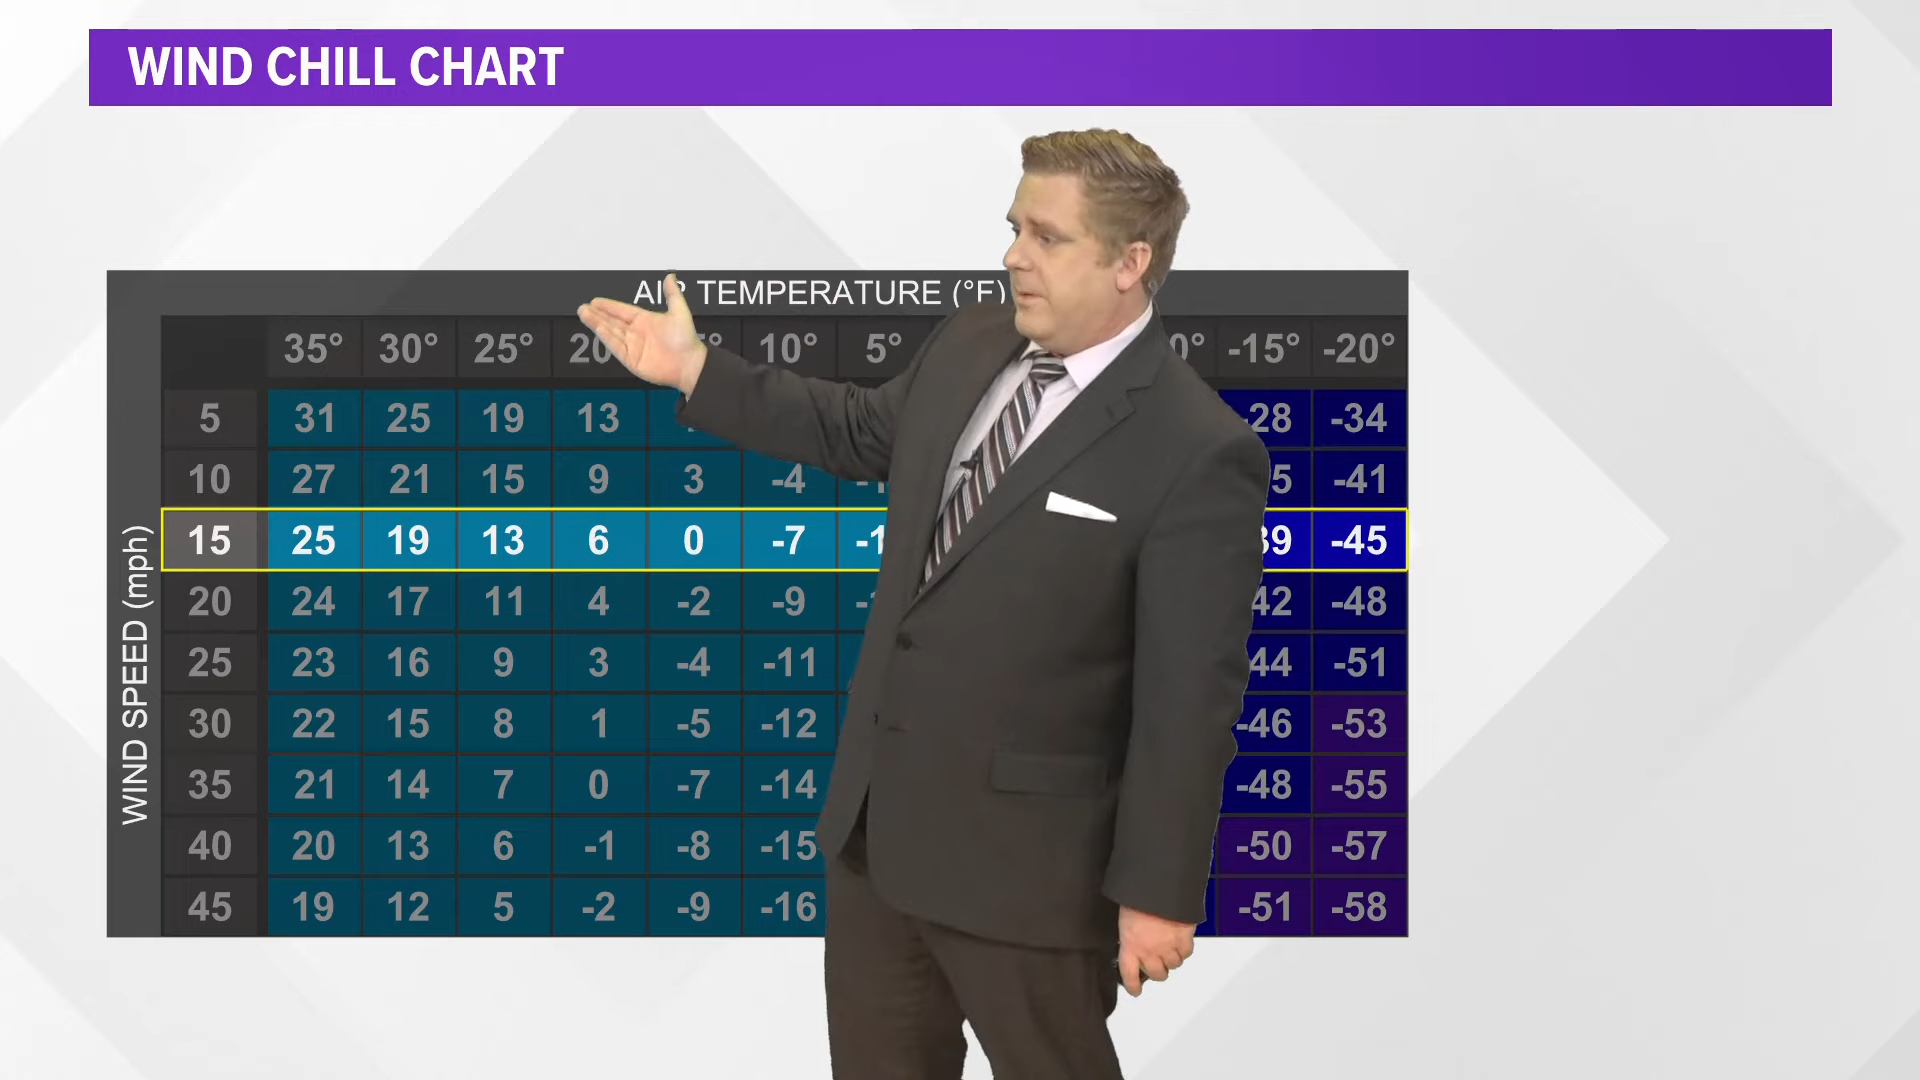 WIND CHILL CHART
AIR TEMPERATURE (°F)
35° 30° 25° 20 10° 5° -15° -20°
5 31 25 19 13 -28 -34
10 27 21 15 9 3 -4 -41
15 25 19 13 6 0 -7 -45
20 24 17 11 4 -2 -9 -48
25 23 16 9 3 -4 -11 -51
30 22 15 8 1 -5 -12 -46 -53
35 21 14 7 0 -7 -14 -48 -55
40 20 13 6 -1 -8 -15 -50 -57
45 19 12 5 -2 -9 -16 -51 -58
WIND SPEED (mph)